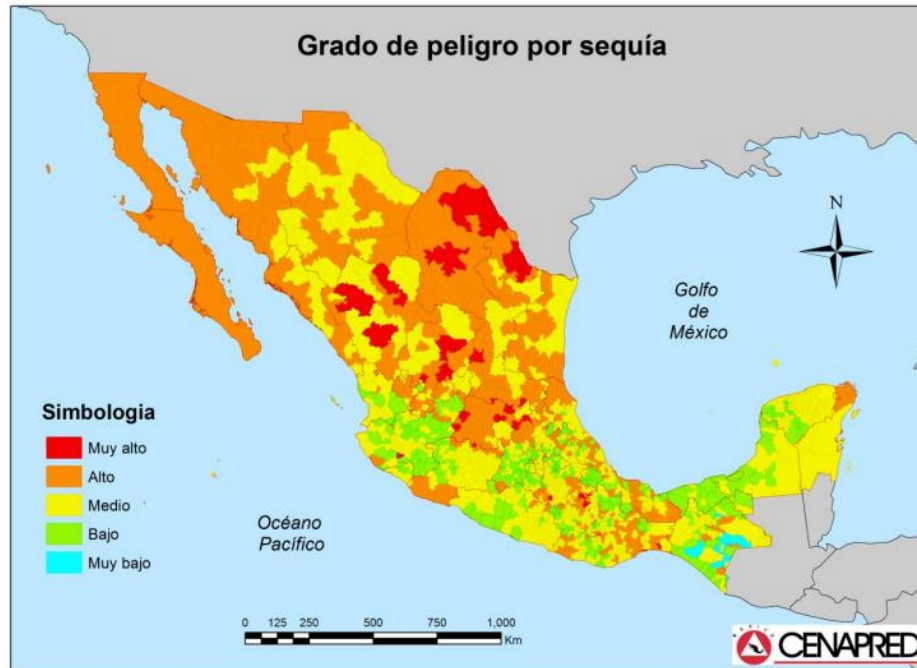 Grado de peligro por sequía
N
Golfo
de
México
Simbologia
Muy alto
Alto
Medio
Bajo
Muy bajo
Océano
Pacífico
0 125 250 500 750 1,000
Km
MÉXICO
CENAPRED